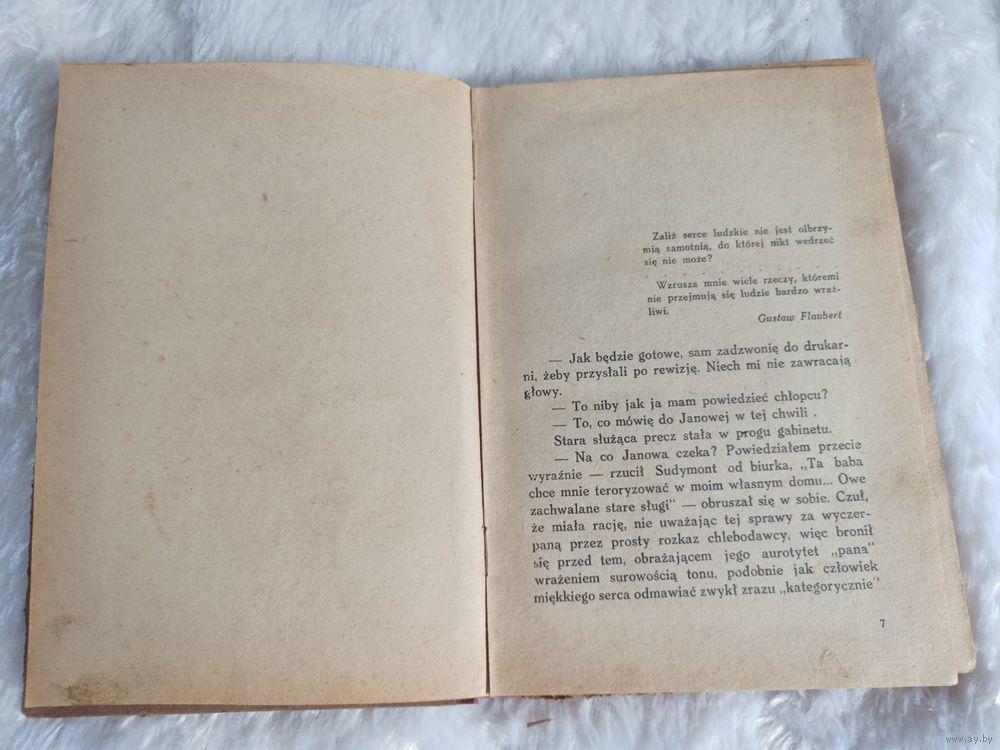 Zaliż serce ludzkie nie jest olbrzy-
mią samotnią, do której nikt wedrzeć
się nie może?
. . . . . . . . . . . . . . . .
Wzrusza mnie wiele rzeczy, któremi
nie przejmują się ludzie bardzo wraż-
liwi.
Gustaw Flaubert
— Jak będzie gotowe, sam zadzwonię do drukar-
ni, żeby przysłali po rewizję. Niech mi nie zawracają
głowy.
— To niby jak ja mam powiedzieć chłopcu?
— To, co mówię do Janowej w tej chwili .
Stara służąca precz stała w progu gabinetu.
— Na co Janowa czeka? Powiedziałem przecie
wyraźnie — rzucił Sudymont od biurka, „Ta baba
chce mnie teroryzować w moim własnym domu... Owe
zachwalane stare sługi“ — obruszał się w sobie. Czuł,
że miała rację, nie uważając tej sprawy za wyczer-
paną przez prosty rozkaz chlebodawcy, więc bronił
się przed tem, obrażającem jego aurotytet „pana“
wrażeniem surowością tonu, podobnie jak człowiek
miękkiego serca odmawiać zwykł zrazu „kategorycznie“
7
www.ay.by